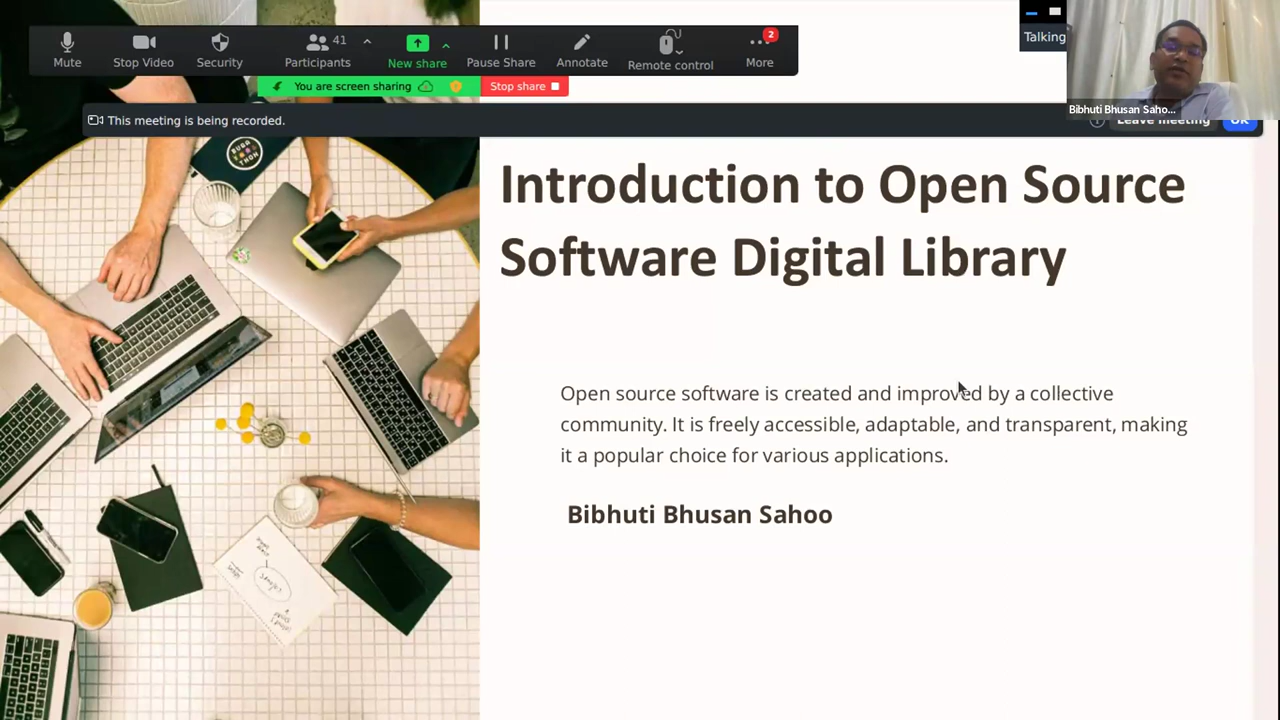 41
2
Mute
Stop Video
Security
Participants
New share
Pause Share
Annotate
Remote control
More
Talking
You are screen sharing
Stop share
Bibhuti Bhusan Saho...
This meeting is being recorded.
Leave meeting
OK
BUGATHON
Introduction to Open Source
Software Digital Library
Open source software is created and improved by a collective
community. It is freely accessible, adaptable, and transparent, making
it a popular choice for various applications.
Bibhuti Bhusan Sahoo